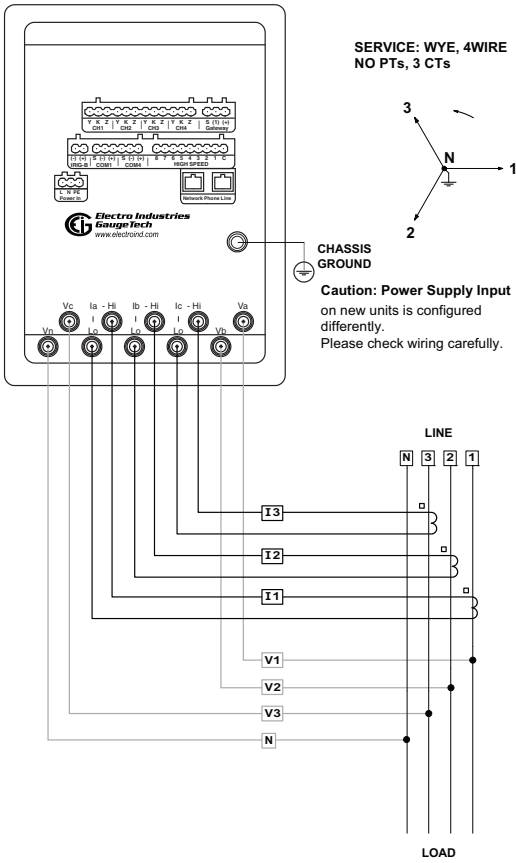 SERVICE: WYE, 4WIRE
NO PTs, 3 CTs
3
N
1
2
Y K Z Y K Z Y K Z Y K Z S (1) (+)
CH1 CH2 CH3 CH4 Gateway
(-) (+) S (-) (+) S (-) (+) 8 7 6 5 4 3 2 1 C
IRIG-B COM1 COM4 HIGH SPEED
L N PE
Power In
Network Phone Line
Electro Industries
GaugeTech
www.electroind.com
CHASSIS
GROUND
Caution: Power Supply Input
on new units is configured
differently.
Please check wiring carefully.
Vc Ia - Hi Ib - Hi Ic - Hi Va
Vn Lo Lo Lo Vb
LINE
N 3 2 1
I3
I2
I1
V1
V2
V3
N
LOAD